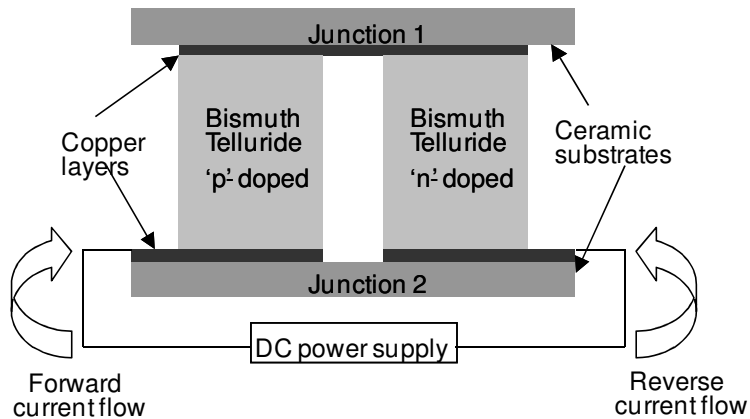 Junction 1
Bismuth
Telluride
‘p’- doped
Bismuth
Telluride
‘n’- doped
Copper
layers
Ceramic
substrates
Junction 2
DC power supply
Forward
current flow
Reverse
current flow